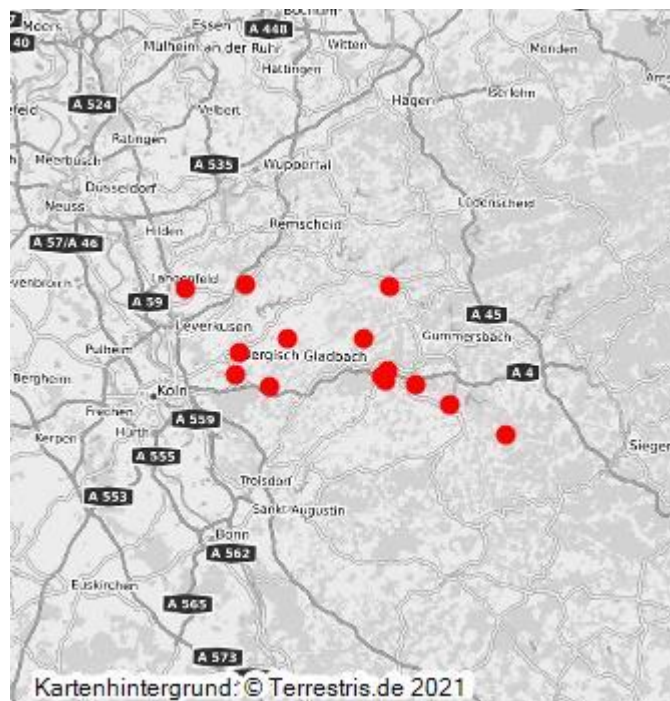 Moers
Essen
A 448
Bochum
Witten
40
Mülheim an der Ruhr
Menden
Hattingen
A 524
Velbert
Hagen
Iserlohn
Ratingen
Meerbusch
A 535
Wuppertal
Düsseldorf
Neuss
Lüdenscheid
Remscheid
A 57/A 46
Hilden
Langenfeld
A 59
A 45
Leverkusen
Gummersbach
Pulheim
Bergisch Gladbach
Bergheim
A 4
Köln
Frechen
A 559
Hürth
Kerpen
Siegen
A 555
Troisdorf
A 553
Sankt Augustin
Bonn
A 562
Euskirchen
A 565
A 573
Kartenhintergrund: © Terrestris.de 2021